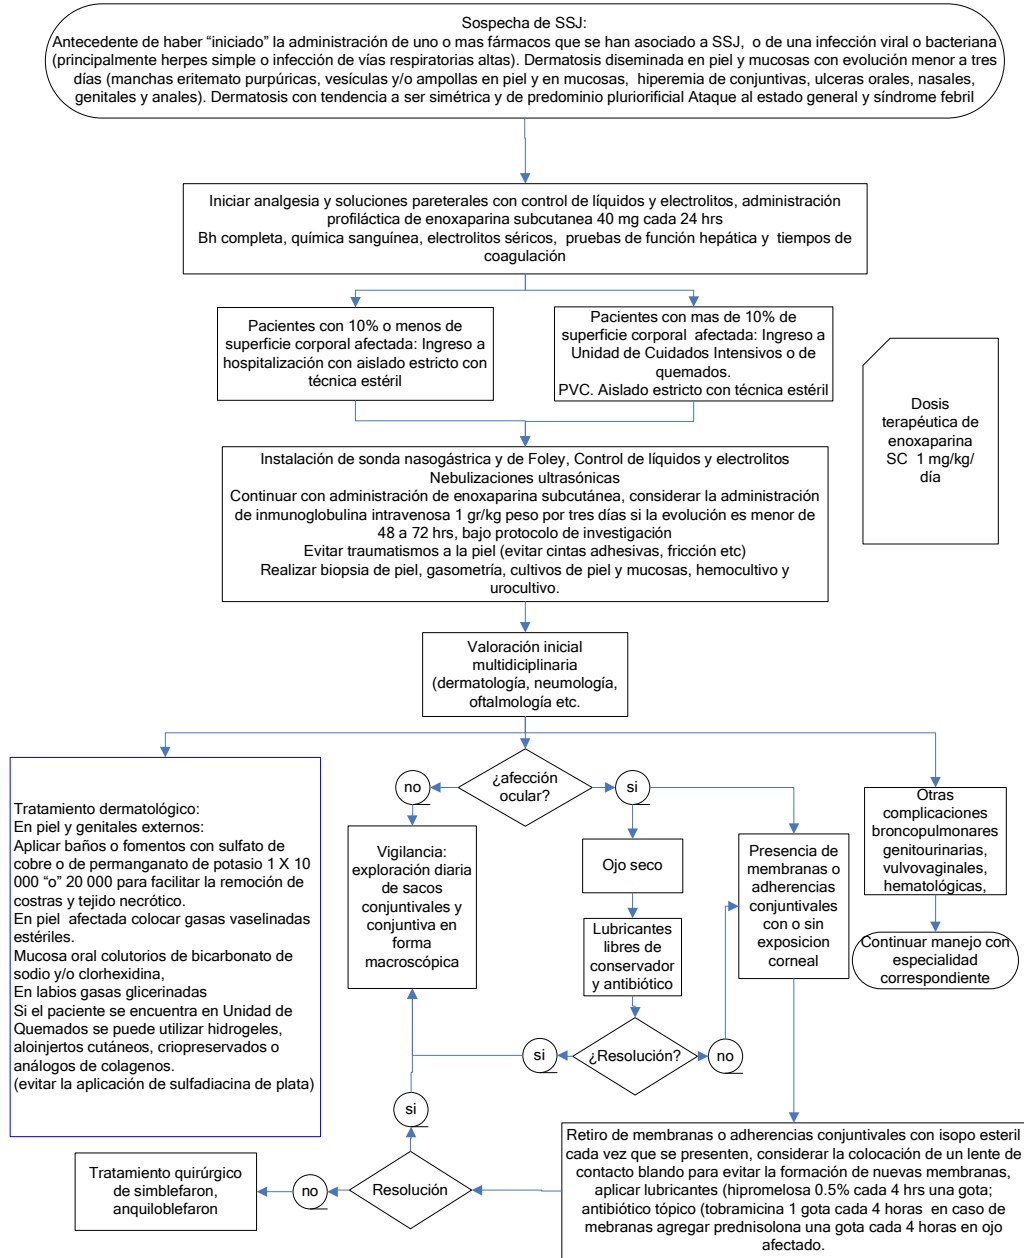 Sospecha de SSJ:
Antecedente de haber “iniciado” la administración de uno o mas fármacos que se han asociado a SSJ, o de una infección viral o bacteriana
(principalmente herpes simple o infección de vías respiratorias altas). Dermatosis diseminada en piel y mucosas con evolución menor a tres
días (manchas eritemato purpúricas, vesículas y/o ampollas en piel y en mucosas, hiperemia de conjuntivas, ulceras orales, nasales,
genitales y anales). Dermatosis con tendencia a ser simétrica y de predominio pluriorificial Ataque al estado general y síndrome febril
Iniciar analgesia y soluciones pareterales con control de líquidos y electrolitos, administración
profiláctica de enoxaparina subcutanea 40 mg cada 24 hrs
Bh completa, química sanguínea, electrolitos séricos, pruebas de función hepática y tiempos de
coagulación
Pacientes con 10% o menos de
superficie corporal afectada: Ingreso a
hospitalización con aislado estricto con
técnica estéril
Pacientes con mas de 10% de
superficie corporal afectada: Ingreso a
Unidad de Cuidados Intensivos o de
quemados.
PVC. Aislado estricto con técnica estéril
Dosis
terapéutica de
enoxaparina
SC 1 mg/kg/
día
Instalación de sonda nasogástrica y de Foley, Control de líquidos y electrolitos
Nebulizaciones ultrasónicas
Continuar con administración de enoxaparina subcutánea, considerar la administración
de inmunoglobulina intravenosa 1 gr/kg peso por tres días si la evolución es menor de
48 a 72 hrs, bajo protocolo de investigación
Evitar traumatismos a la piel (evitar cintas adhesivas, fricción etc)
Realizar biopsia de piel, gasometría, cultivos de piel y mucosas, hemocultivo y
urocultivo.
Valoración inicial
multidiciplinaria
(dermatología, neumología,
oftalmología etc.
Tratamiento dermatológico:
En piel y genitales externos:
Aplicar baños o fomentos con sulfato de
cobre o de permanganato de potasio 1 X 10
000 “o” 20 000 para facilitar la remoción de
costras y tejido necrótico.
En piel afectada colocar gasas vaselinadas
estériles.
Mucosa oral colutorios de bicarbonato de
sodio y/o clorhexidina,
En labios gasas glicerinadas
Si el paciente se encuentra en Unidad de
Quemados se puede utilizar hidrogeles,
aloinjertos cutáneos, criopreservados o
análogos de colagenos.
(evitar la aplicación de sulfadiacina de plata)
¿afección
ocular?
no
si
Vigilancia:
exploración diaria
de sacos
conjuntivales y
conjuntiva en
forma
macroscópica
Ojo seco
Lubricantes
libres de
conservador
y antibiótico
Presencia de
membranas o
adherencias
conjuntivales
con o sin
exposicion
corneal
Otras
complicaciones
broncopulmonares
genitourinarias,
vulvovaginales,
hematológicas,
Continuar manejo con
especialidad
correspondiente
¿Resolución?
si
no
si
Retiro de membranas o adherencias conjuntivales con isopo esteril
cada vez que se presenten, considerar la colocación de un lente de
contacto blando para evitar la formación de nuevas membranas,
aplicar lubricantes (hipromelosa 0.5% cada 4 hrs una gota;
antibiótico tópico (tobramicina 1 gota cada 4 horas en caso de
mebranas agregar prednisolona una gota cada 4 horas en ojo
afectado.
Resolución
no
Tratamiento quirúrgico
de simblefaron,
anquiloblefaron